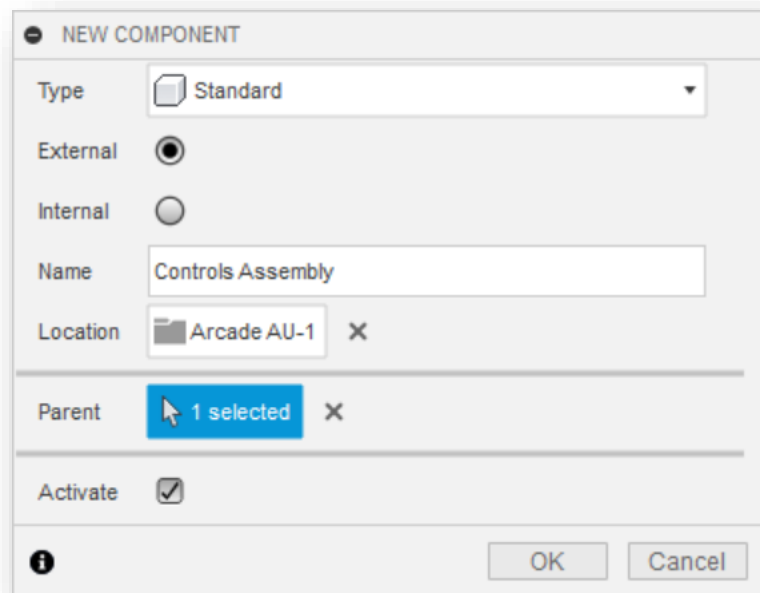 NEW COMPONENT
Type Standard
External
Internal
Name Controls Assembly
Location Arcade AU-1
Parent 1 selected
Activate
OK Cancel